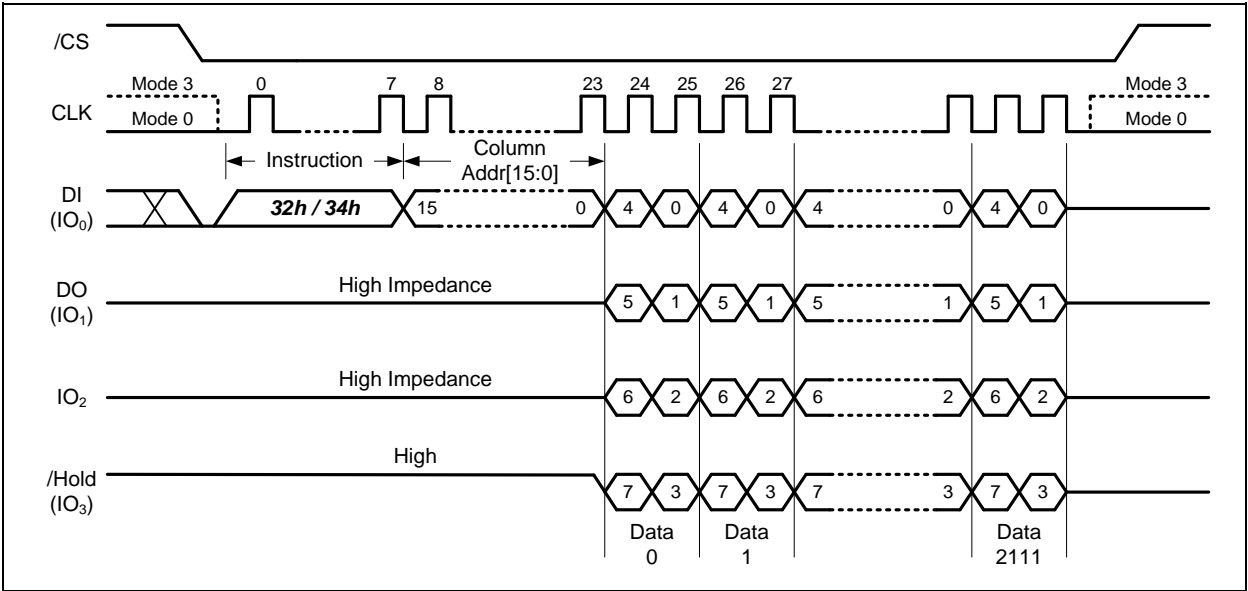 /CS
Mode 3 0 7 8 23 24 25 26 27 Mode 3
CLK
Mode 0 Mode 0
Instruction
Column
Addr[15:0]
DI
(IO₀)
32h / 34h 15 0 4 0 4 0 4 0 4 0
High Impedance
DO
(IO₁)
5 1 5 1 5 1 5 1
High Impedance
IO₂
6 2 6 2 6 2 6 2
High
/Hold
(IO₃)
7 3 7 3 7 3 7 3
Data
0
Data
1
Data
2111